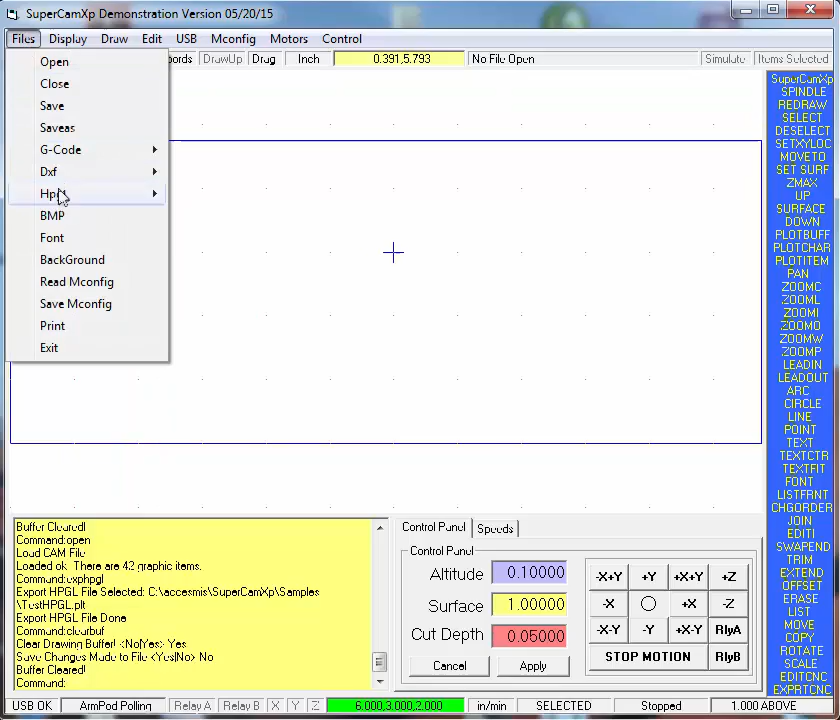 SuperCamXp Demonstration Version 05/20/15
Files Display Draw Edit USB Mconfig Motors Control
ords DrawUp Drag Inch 0.391,5.793 No File Open Simulate Items Selected
Open
Close
Save
Saveas
G-Code
Dxf
BMP
Font
BackGround
Read Mconfig
Save Mconfig
Print
Exit
SuperCamXp
SPINDLE
REDRAW
SELECT
DESELECT
SETXYLOC
MOVETO
SET SURF
ZMAX
UP
SURFACE
DOWN
PLOTBUFF
PLOTCHAR
PLOTITEM
PAN
ZOOMC
ZOOML
ZOOMI
ZOOMO
ZOOMW
ZOOMP
LEADIN
LEADOUT
ARC
CIRCLE
LINE
POINT
TEXT
TEXTCTR
TEXTFIT
FONT
LISTFRNT
CHGORDER
JOIN
EDITI
SWAPEND
TRIM
EXTEND
OFFSET
ERASE
LIST
MOVE
COPY
ROTATE
SCALE
EDITCNC
EXPRTCNC
Buffer Cleared!
Command:open
Load CAM File
Loaded ok. There are 42 graphic items.
Command:exphpgl
Export HPGL File Selected: C:\accesmis\SuperCamXp\Samples
\TestHPGL.plt
Export HPGL File Done
Command:clearbuf
Clear Drawing Buffer! <No|Yes>: Yes
Save Changes Made to File <Yes|No> No
Buffer Cleared!
Command:
Control Panel Speeds
Control Panel
Altitude 0.10000
Surface 1.00000
Cut Depth 0.05000
Cancel Apply
-X+Y +Y +X+Y +Z
-X +X -Z
-X-Y -Y +X-Y RlyA
STOP MOTION RlyB
USB OK ArmPod Polling Relay A Relay B X Y Z 6.000,3.000,2.000 in/min SELECTED Stopped 1.000 ABOVE